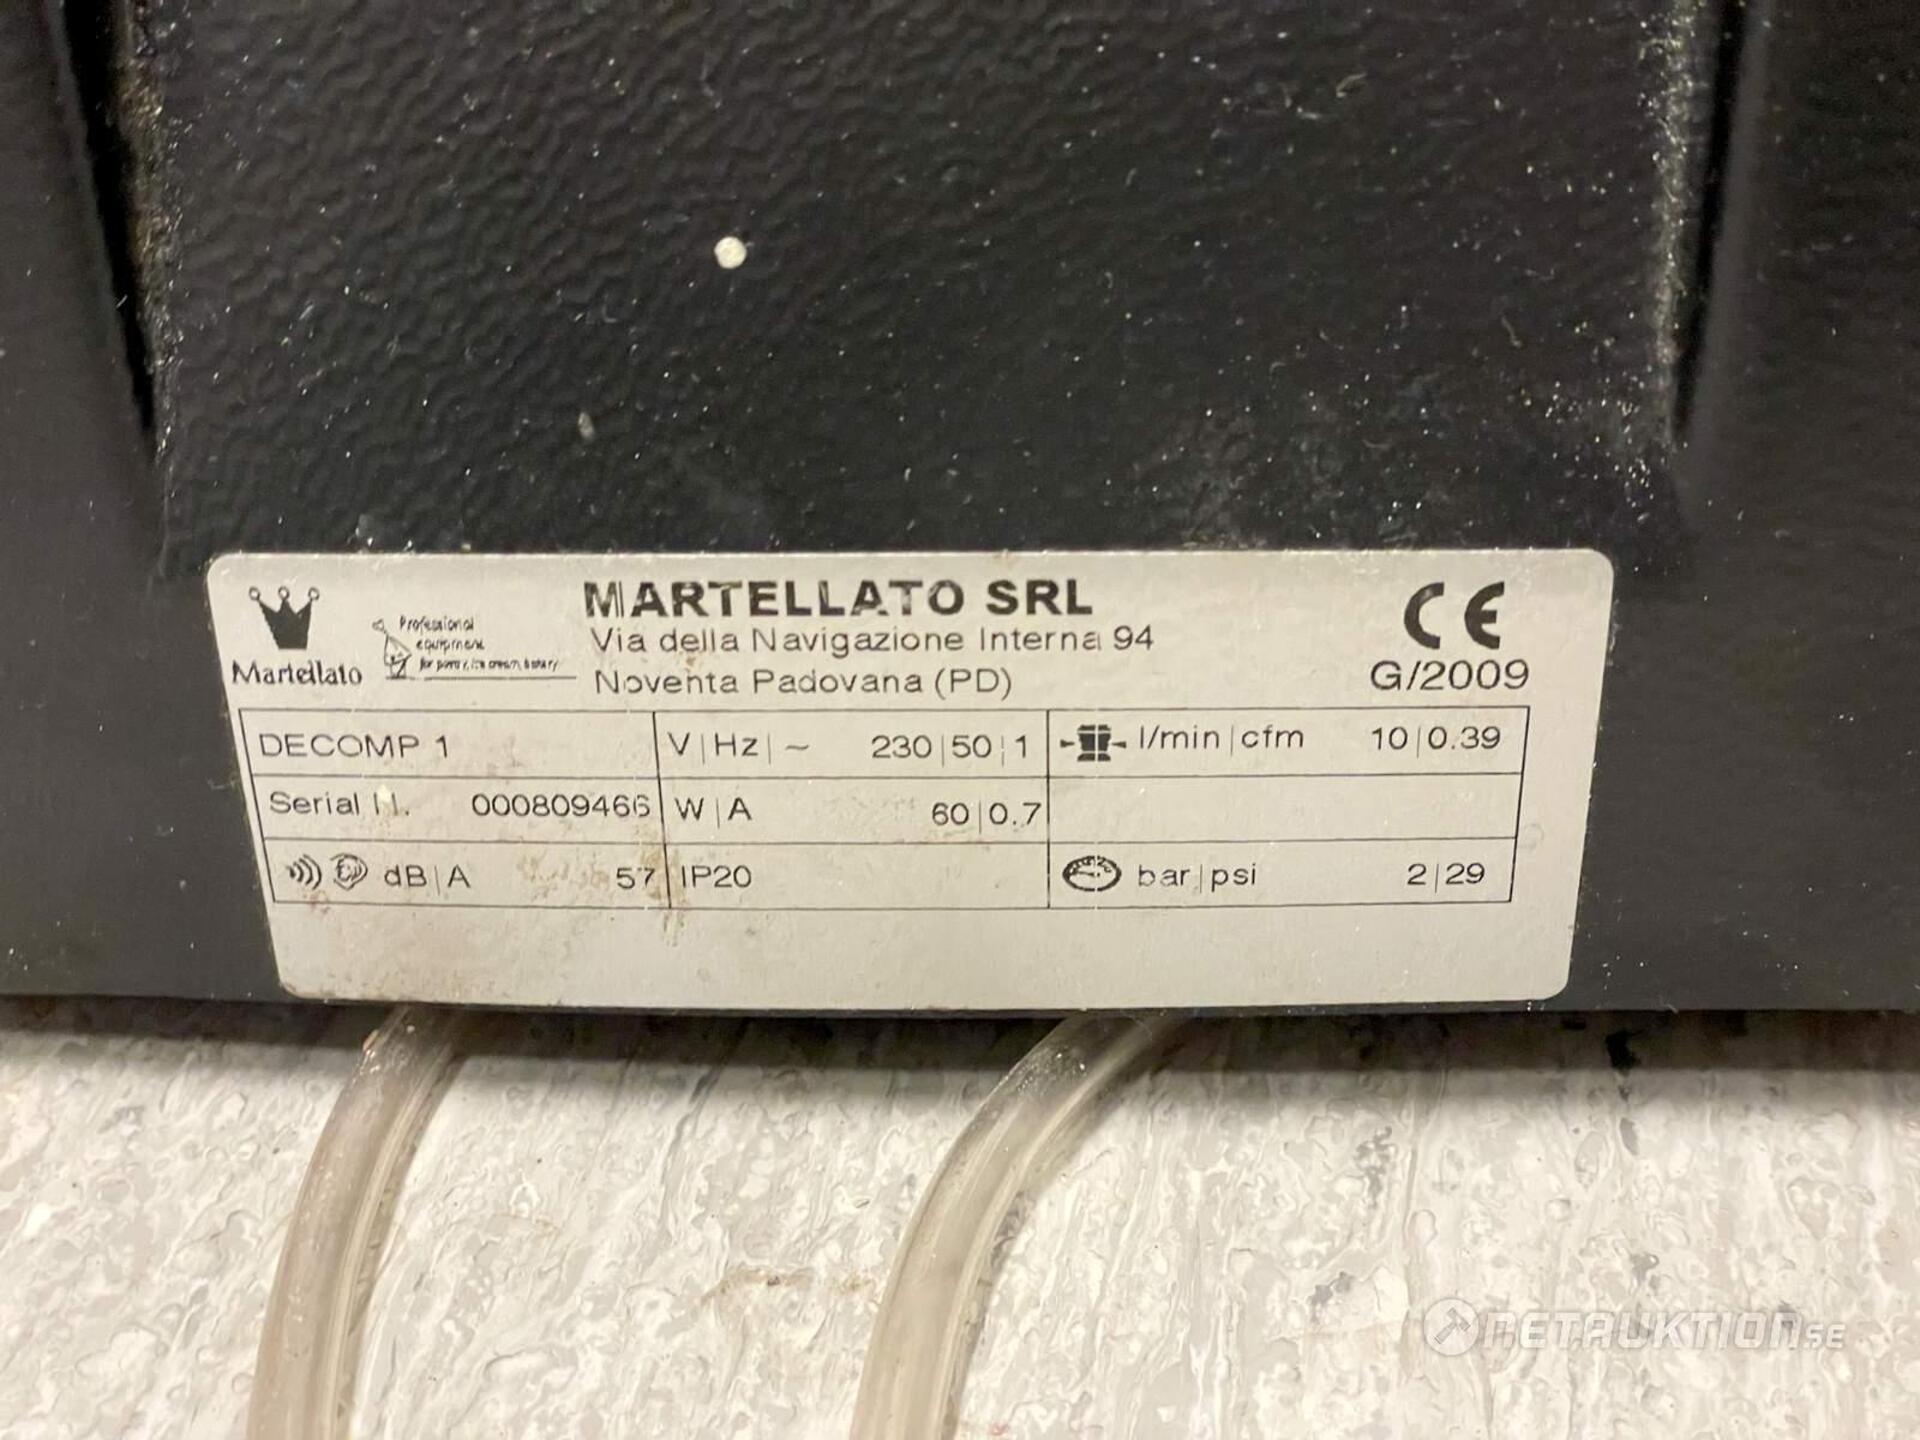 Martellato
Professional
equipment
MARTELLATO SRL
Via della Navigazione Interna 94
Noventa Padovana (PD)
CE
G/2009
DECOMP 1
V|Hz|~ 230|50|1
l/min|cfm 10|0.39
Serial N. 000809466
W|A 60|0.7
dB|A 57
IP20
bar|psi 2|29
NETAUKTION.SE